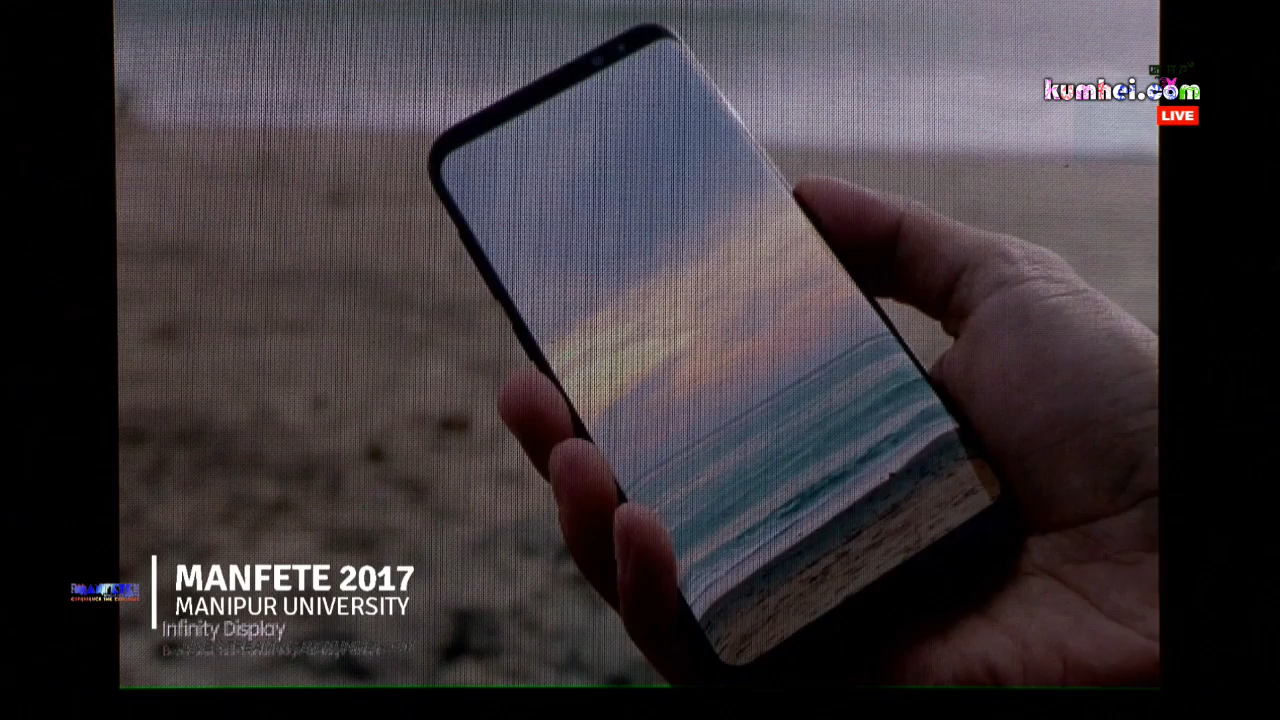 kumhei.com
LIVE
MANFETE 2017
MANIPUR UNIVERSITY
Infinity Display